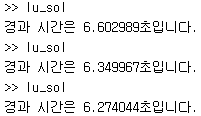 >> lu_sol
경과 시간은 6.602989초입니다.
>> lu_sol
경과 시간은 6.349967초입니다.
>> lu_sol
경과 시간은 6.274044초입니다.